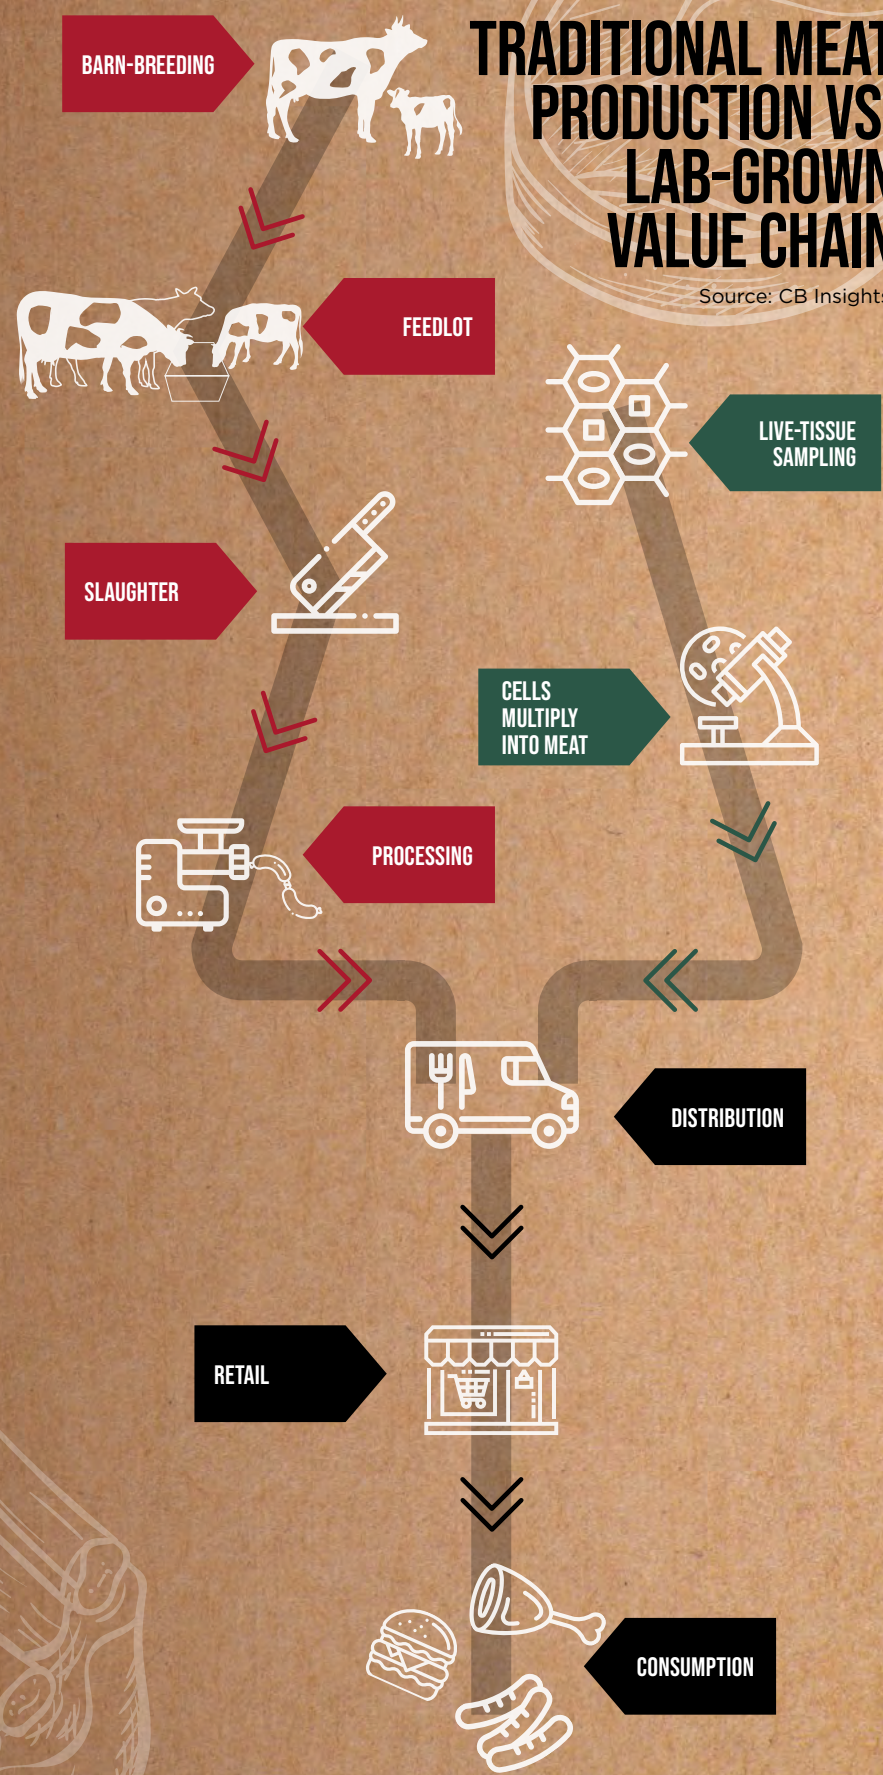 TRADITIONAL MEAT
PRODUCTION VS.
LAB-GROWN
VALUE CHAIN
Source: CB Insights
BARN-BREEDING
FEEDLOT
LIVE-TISSUE
SAMPLING
SLAUGHTER
CELLS
MULTIPLY
INTO MEAT
PROCESSING
DISTRIBUTION
RETAIL
CONSUMPTION